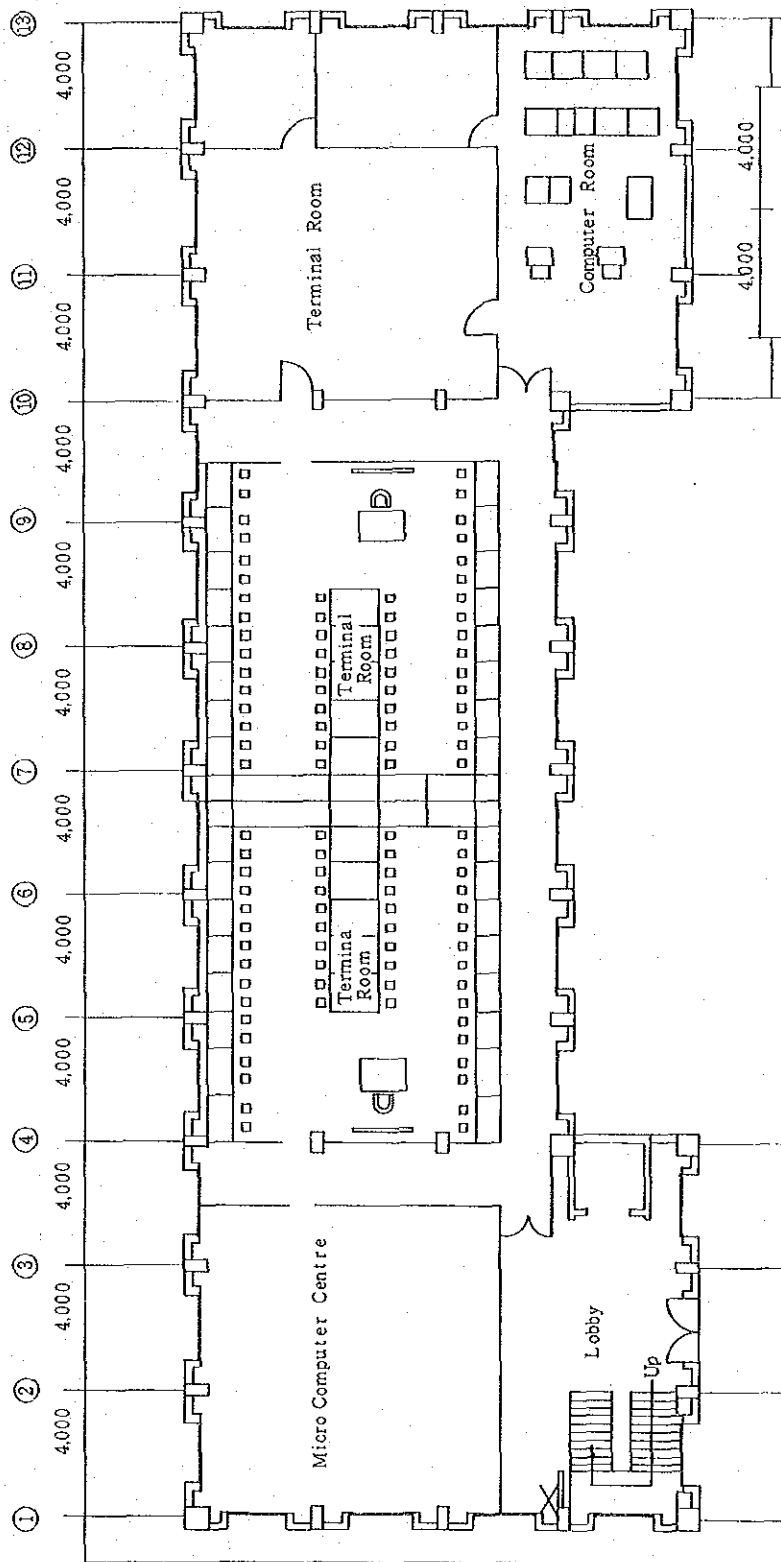 1 2 3 4 5 6 7 8 9 10 11 12 13
4,000 4,000 4,000 4,000 4,000 4,000 4,000 4,000 4,000 4,000 4,000 4,000
Micro Computer Centre
Termina
Room
Terminal
Room
Terminal Room
Lobby
Up
Computer Room
4,000 4,000